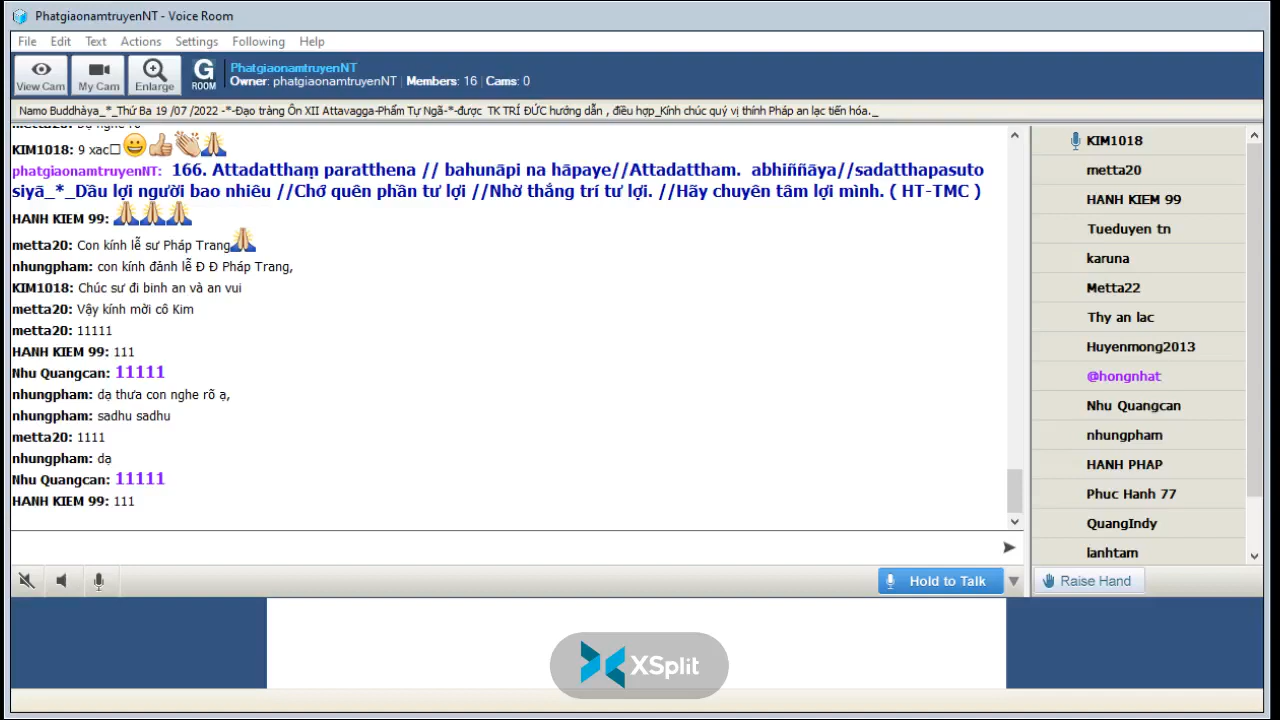 PhatgiaonamtruyenNT - Voice Room
File Edit Text Actions Settings Following Help
View Cam My Cam Enlarge G ROOM
PhatgiaonamtruyenNT
Owner: phatgiaonamtruyenNT | Members: 16 | Cams: 0
Namo Buddhàya_*_Thứ Ba 19 /07 /2022 -*-Đạo tràng Ôn XII Attavagga-Phẩm Tự Ngã-*-được TK TRÍ ĐỨC hướng dẫn , điều hợp_Kính chúc quý vị thính Pháp an lạc tiến hóa._
KIM1018: 9 xac
phatgiaonamtruyenNT: 166. Attadatthaṃ paratthena // bahunāpi na hāpaye//Attadattham. abhiññāya//sadatthapasuto
siyā_*_Dầu lợi người bao nhiêu //Chớ quên phần tư lợi //Nhờ thắng trí tư lợi. //Hãy chuyên tâm lợi mình. ( HT-TMC )
HANH KIEM 99:
metta20: Con kính lễ sư Pháp Trang
nhungpham: con kính đảnh lễ Đ Đ Pháp Trang,
KIM1018: Chúc sư đi binh an và an vui
metta20: Vậy kính mời cô Kim
metta20: 11111
HANH KIEM 99: 111
Nhu Quangcan: 11111
nhungpham: dạ thưa con nghe rõ ạ,
nhungpham: sadhu sadhu
metta20: 1111
nhungpham: dạ
Nhu Quangcan: 11111
HANH KIEM 99: 111
KIM1018
metta20
HANH KIEM 99
Tueduyen tn
karuna
Metta22
Thy an lac
Huyenmong2013
@hongnhat
Nhu Quangcan
nhungpham
HANH PHAP
Phuc Hanh 77
QuangIndy
lanhtam
Hold to Talk
Raise Hand
XSplit